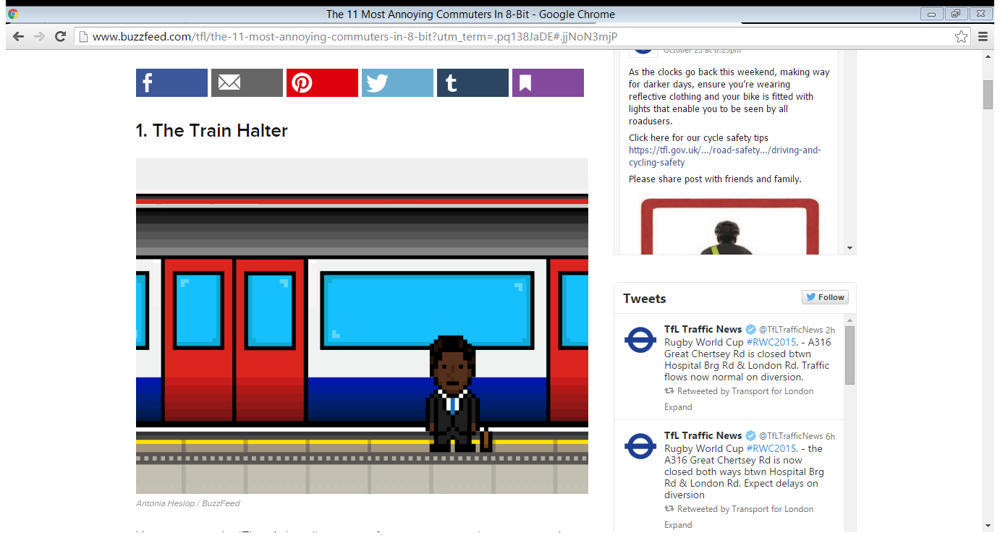 The 11 Most Annoying Commuters In 8-Bit - Google Chrome
www.buzzfeed.com/tfl/the-11-most-annoying-commuters-in-8-bit?utm_term=.pq138JaDE#.jjNoN3mjP
1. The Train Halter
Antonia Heslop / BuzzFeed
October 23 at 8:23pm
As the clocks go back this weekend, making way
for darker days, ensure you’re wearing
reflective clothing and your bike is fitted with
lights that enable you to be seen by all
roadusers.
Click here for our cycle safety tips
https://tfl.gov.uk/.../road-safety.../driving-and-
cycling-safety
Please share post with friends and family.
Tweets
Follow
TfL Traffic News @TfLTrafficNews 2h
Rugby World Cup #RWC2015. - A316
Great Chertsey Rd is closed btwn
Hospital Brg Rd & London Rd. Traffic
flows now normal on diversion.
Retweeted by Transport for London
Expand
TfL Traffic News @TfLTrafficNews 6h
Rugby World Cup #RWC2015. - the
A316 Great Chertsey Rd is now
closed both ways btwn Hospital Brg
Rd & London Rd. Expect delays on
diversion
Retweeted by Transport for London
Expand